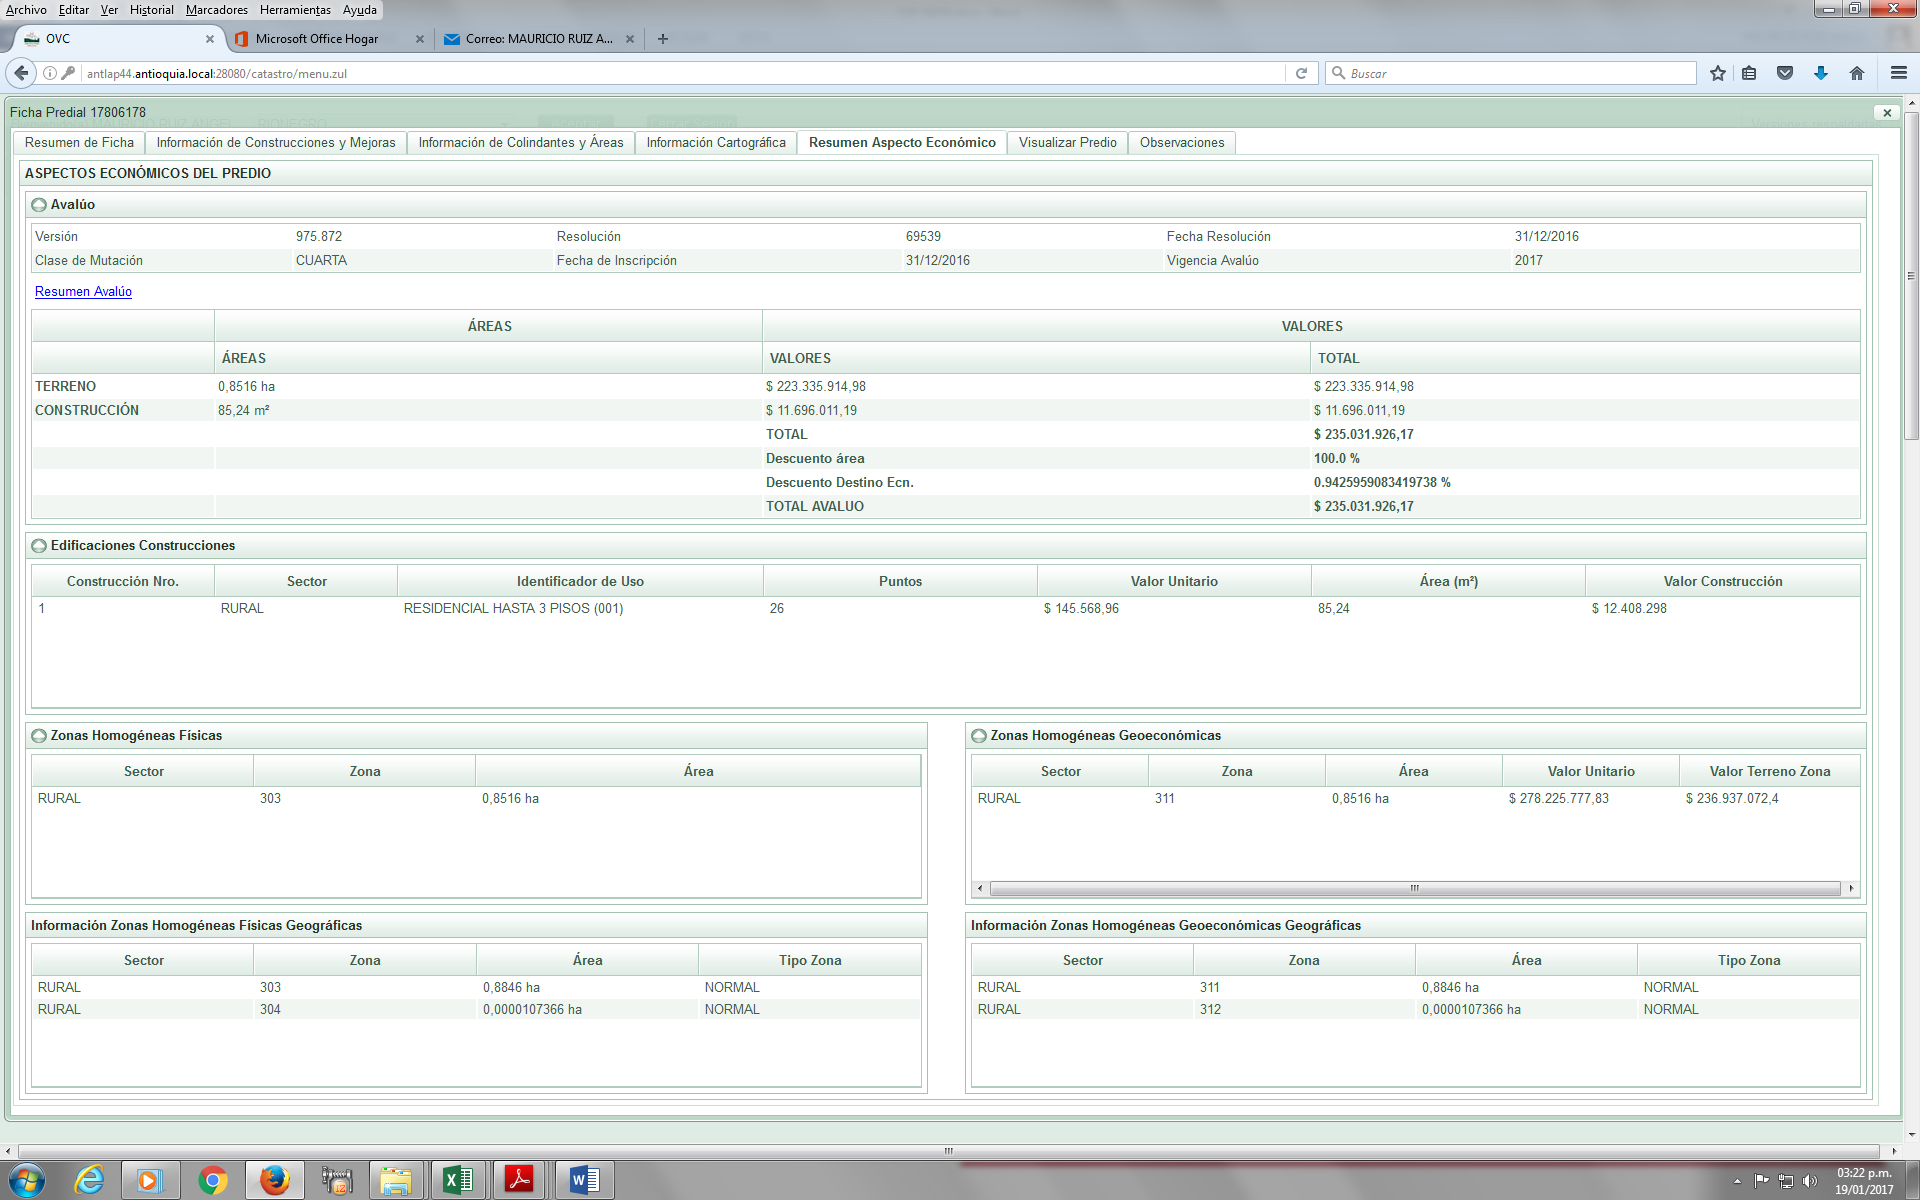 Archivo Editar Ver Historial Marcadores Herramientas Ayuda
OVC
Microsoft Office Hogar
Correo: MAURICIO RUIZ A...
antlap44.antioquia.local:28080/catastro/menu.zul
Buscar
Ficha Predial 17806178
Resumen de Ficha
Información de Construcciones y Mejoras
Información de Colindantes y Áreas
Información Cartográfica
Resumen Aspecto Económico
Visualizar Predio
Observaciones
ASPECTOS ECONÓMICOS DEL PREDIO
Avalúo
Versión 975.872 Resolución 69539 Fecha Resolución 31/12/2016
Clase de Mutación CUARTA Fecha de Inscripción 31/12/2016 Vigencia Avalúo 2017
Resumen Avalúo
ÁREAS VALORES
ÁREAS VALORES TOTAL
TERRENO 0,8516 ha $ 223.335.914,98 $ 223.335.914,98
CONSTRUCCIÓN 85,24 m² $ 11.696.011,19 $ 11.696.011,19
TOTAL $ 235.031.926,17
Descuento área 100.0 %
Descuento Destino Ecn. 0.9425959083419738 %
TOTAL AVALUO $ 235.031.926,17
Edificaciones Construcciones
Construcción Nro. Sector Identificador de Uso Puntos Valor Unitario Área (m²) Valor Construcción
1 RURAL RESIDENCIAL HASTA 3 PISOS (001) 26 $ 145.568,96 85,24 $ 12.408.298
Zonas Homogéneas Físicas
Sector Zona Área
RURAL 303 0,8516 ha
Zonas Homogéneas Geoeconómicas
Sector Zona Área Valor Unitario Valor Terreno Zona
RURAL 311 0,8516 ha $ 278.225.777,83 $ 236.937.072,4
Información Zonas Homogéneas Físicas Geográficas
Sector Zona Área Tipo Zona
RURAL 303 0,8846 ha NORMAL
RURAL 304 0,0000107366 ha NORMAL
Información Zonas Homogéneas Geoeconómicas Geográficas
Sector Zona Área Tipo Zona
RURAL 311 0,8846 ha NORMAL
RURAL 312 0,0000107366 ha NORMAL
03:22 p.m.
19/01/2017